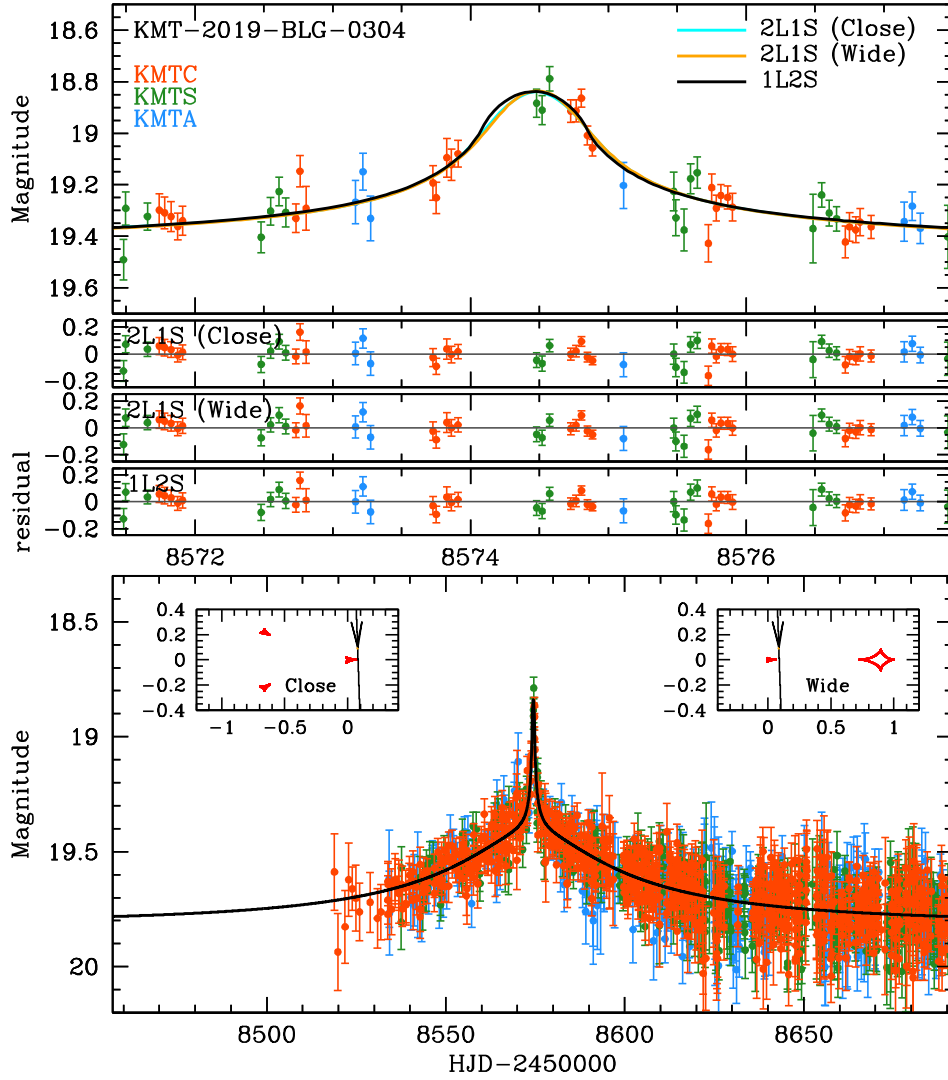 KMT-2019-BLG-0304
2L1S (Close)
2L1S (Wide)
1L2S
KMTC
KMTS
KMTA
Magnitude
18.6
18.8
19
19.2
19.4
19.6
2L1S (Close)
0.2
0
−0.2
2L1S (Wide)
0.2
0
−0.2
1L2S
0.2
0
−0.2
residual
8572
8574
8576
18.5
19
19.5
20
Magnitude
0.4
0.2
0
−0.2
−0.4
Close
−1
−0.5
0
0.4
0.2
0
−0.2
−0.4
Wide
0
0.5
1
8500
8550
8600
8650
HJD−2450000